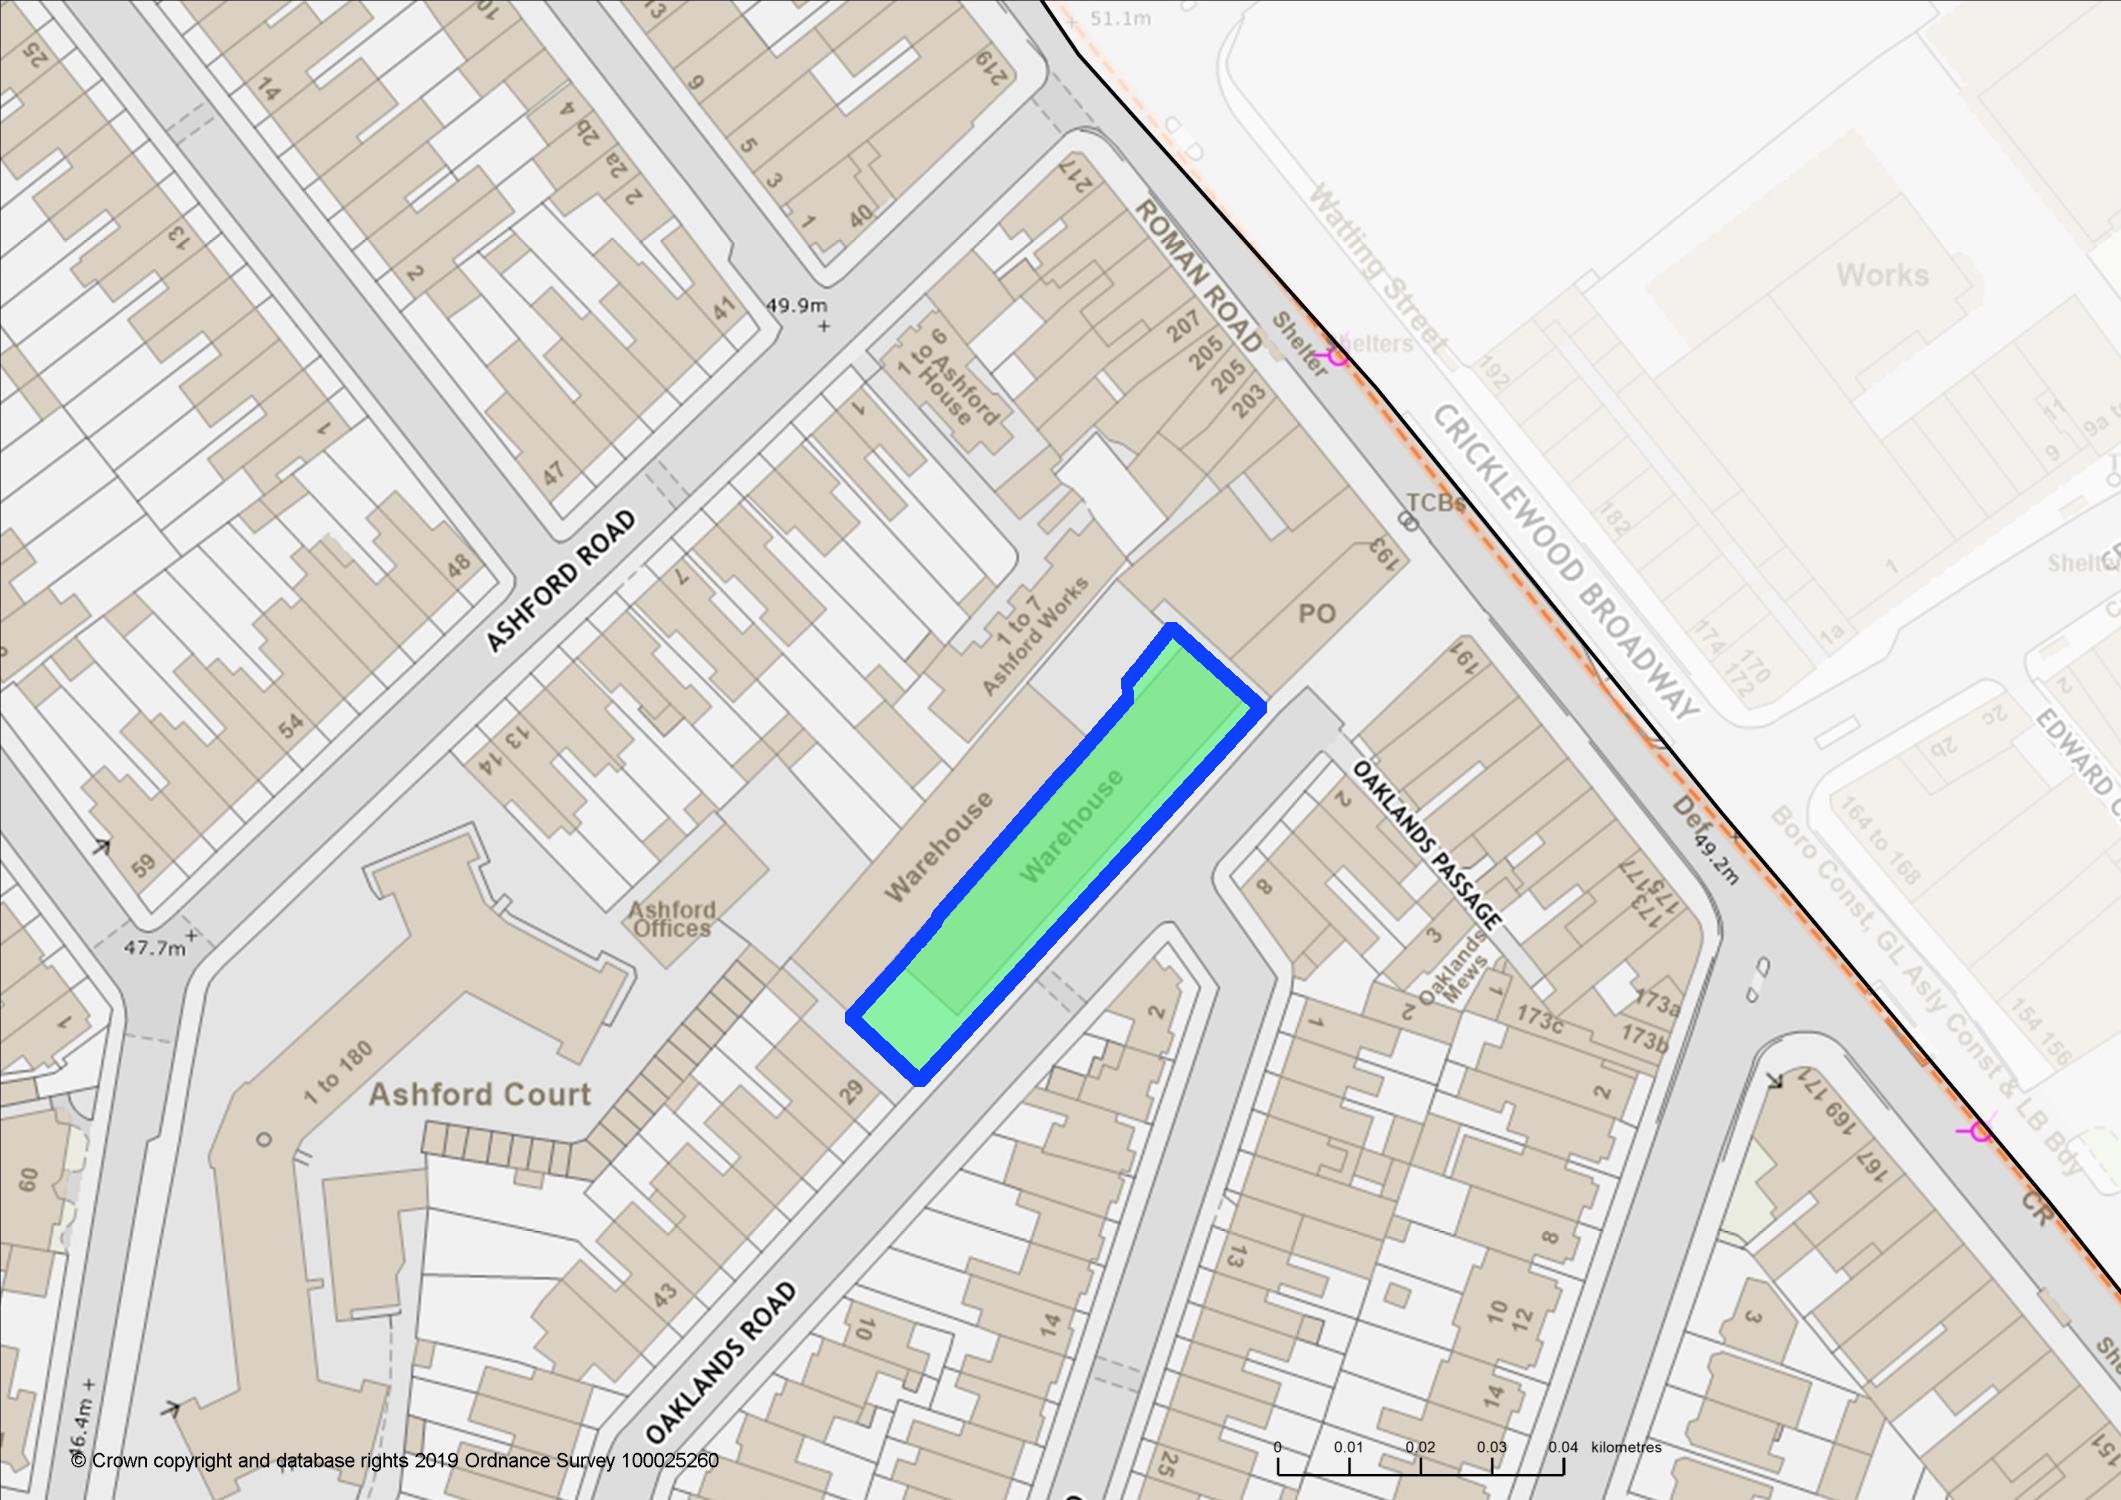 51.1m
25
14
10
13
219
9
4
2b
2a
2
5
3
1
40
217
13
2
41
49.9m
ROMAN ROAD
Watling Street
Works
207
205
205
203
Shelter
Shelters
192
1 to 6
Ashford
House
1
1
47
48
ASHFORD ROAD
7
TCBs
193
CRICKLEWOOD BROADWAY
182
9
9a
1
Shelter
1 to 7
Ashford Works
PO
191
174
170
172
1a
2
2c
2b
EDWARD
54
13
14
59
Warehouse
Warehouse
OAKLANDS PASSAGE
2
8
3
Oaklands
Mews
1
2
177
175
173
Def
49.2m
Boro Const, GL Asly Const & LB Bdy
164 to 168
154 156
Ashford
Offices
47.7m
1
1 to 180
Ashford Court
29
2
1
173c
173a
173b
2
171
169
167
CR
60
43
13
8
10
14
10
12
14
3
OAKLANDS ROAD
25
151
46.4m
0 0.01 0.02 0.03 0.04 kilometres
© Crown copyright and database rights 2019 Ordnance Survey 100025260